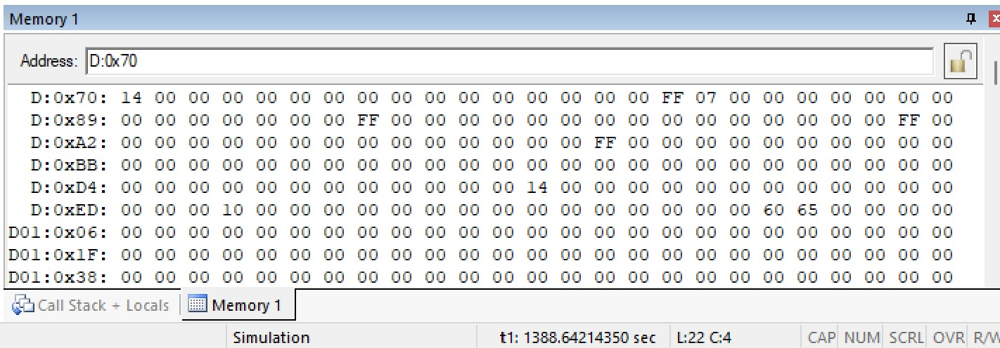 Memory 1
Address: D:0x70
D:0x70: 14 00 00 00 00 00 00 00 00 00 00 00 00 00 00 00 FF 07 00 00 00 00 00 00 00
D:0x89: 00 00 00 00 00 00 00 FF 00 00 00 00 00 00 00 00 00 00 00 00 00 00 00 FF 00
D:0xA2: 00 00 00 00 00 00 00 00 00 00 00 00 00 00 FF 00 00 00 00 00 00 00 00 00 00
D:0xBB: 00 00 00 00 00 00 00 00 00 00 00 00 00 00 00 00 00 00 00 00 00 00 00 00 00
D:0xD4: 00 00 00 00 00 00 00 00 00 00 00 00 14 00 00 00 00 00 00 00 00 00 00 00 00
D:0xED: 00 00 00 10 00 00 00 00 00 00 00 00 00 00 00 00 00 00 00 60 65 00 00 00 00
D01:0x06: 00 00 00 00 00 00 00 00 00 00 00 00 00 00 00 00 00 00 00 00 00 00 00 00 00
D01:0x1F: 00 00 00 00 00 00 00 00 00 00 00 00 00 00 00 00 00 00 00 00 00 00 00 00 00
D01:0x38: 00 00 00 00 00 00 00 00 00 00 00 00 00 00 00 00 00 00 00 00 00 00 00 00 00
Call Stack + Locals Memory 1
Simulation t1: 1388.64214350 sec L:22 C:4 CAP NUM SCRL OVR R/W